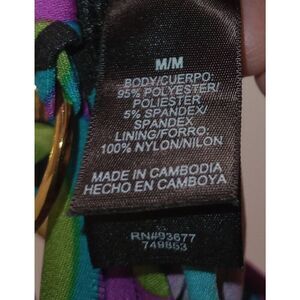 M/M
BODY/CUERPO:
95% POLYESTER/
POLIESTER
5% SPANDEX/
SPANDEX
LINING/FORRO:
100% NYLON/NILON
MADE IN CAMBODIA
HECHO EN CAMBOYA
RN#93677
749853